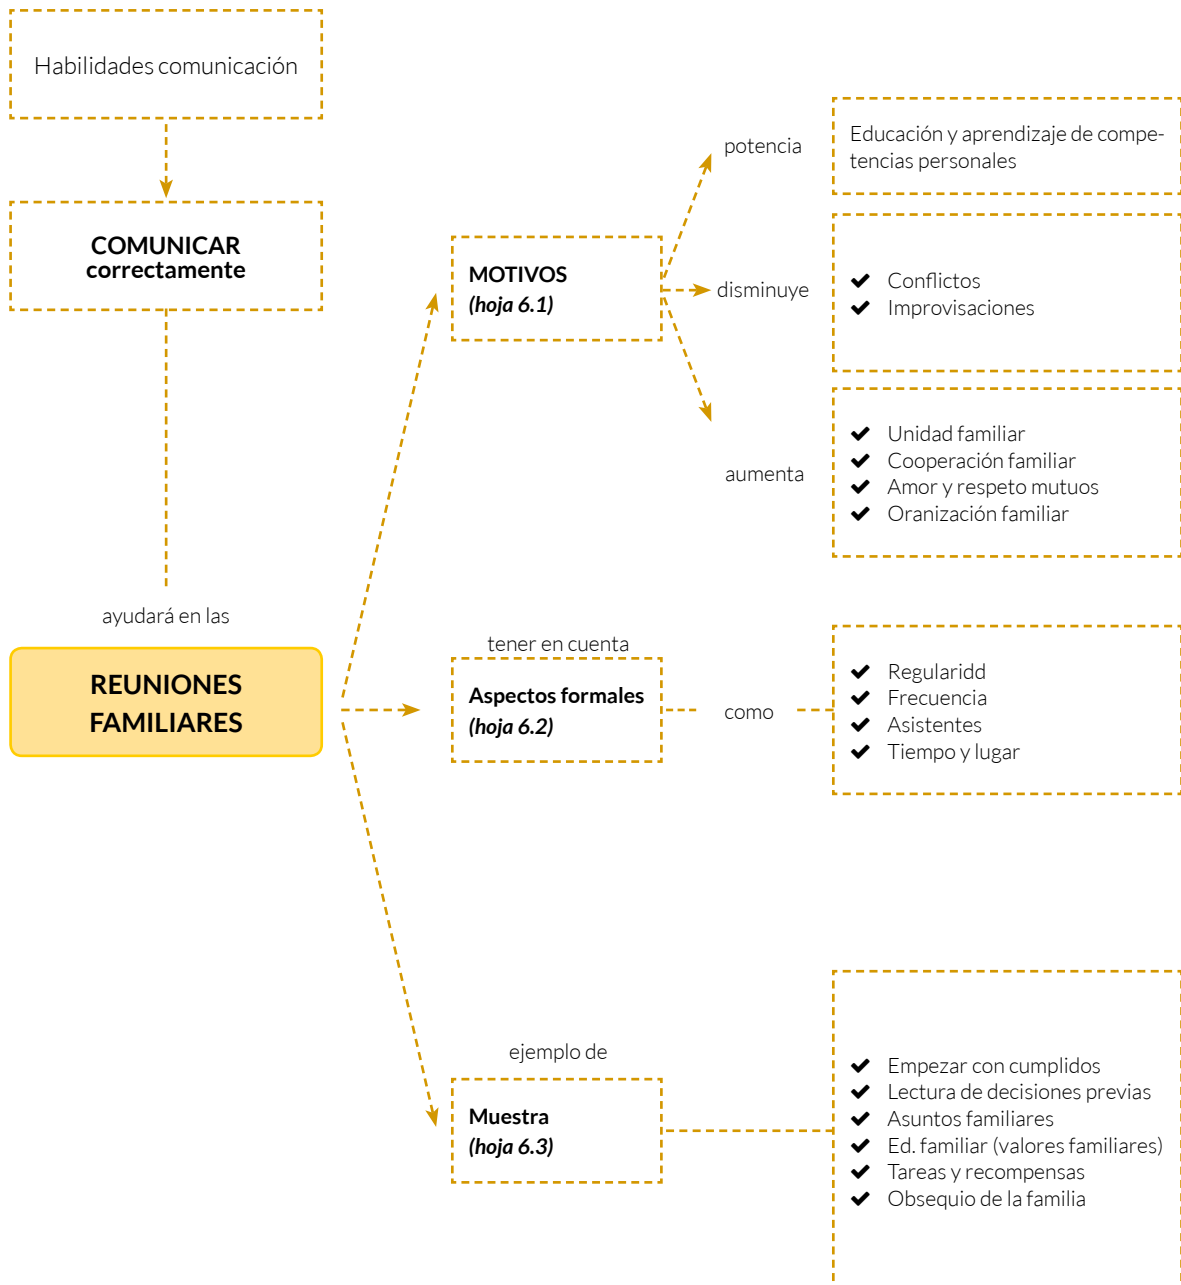 Habilidades comunicación
COMUNICAR
correctamente
ayudará en las
REUNIONES
FAMILIARES
MOTIVOS
(hoja 6.1)
potencia
Educación y aprendizaje de compe-
tencias personales
disminuye
✔ Conflictos
✔ Improvisaciones
aumenta
✔ Unidad familiar
✔ Cooperación familiar
✔ Amor y respeto mutuos
✔ Oranización familiar
tener en cuenta
Aspectos formales
(hoja 6.2)
como
✔ Regularidd
✔ Frecuencia
✔ Asistentes
✔ Tiempo y lugar
ejemplo de
Muestra
(hoja 6.3)
✔ Empezar con cumplidos
✔ Lectura de decisiones previas
✔ Asuntos familiares
✔ Ed. familiar (valores familiares)
✔ Tareas y recompensas
✔ Obsequio de la familia